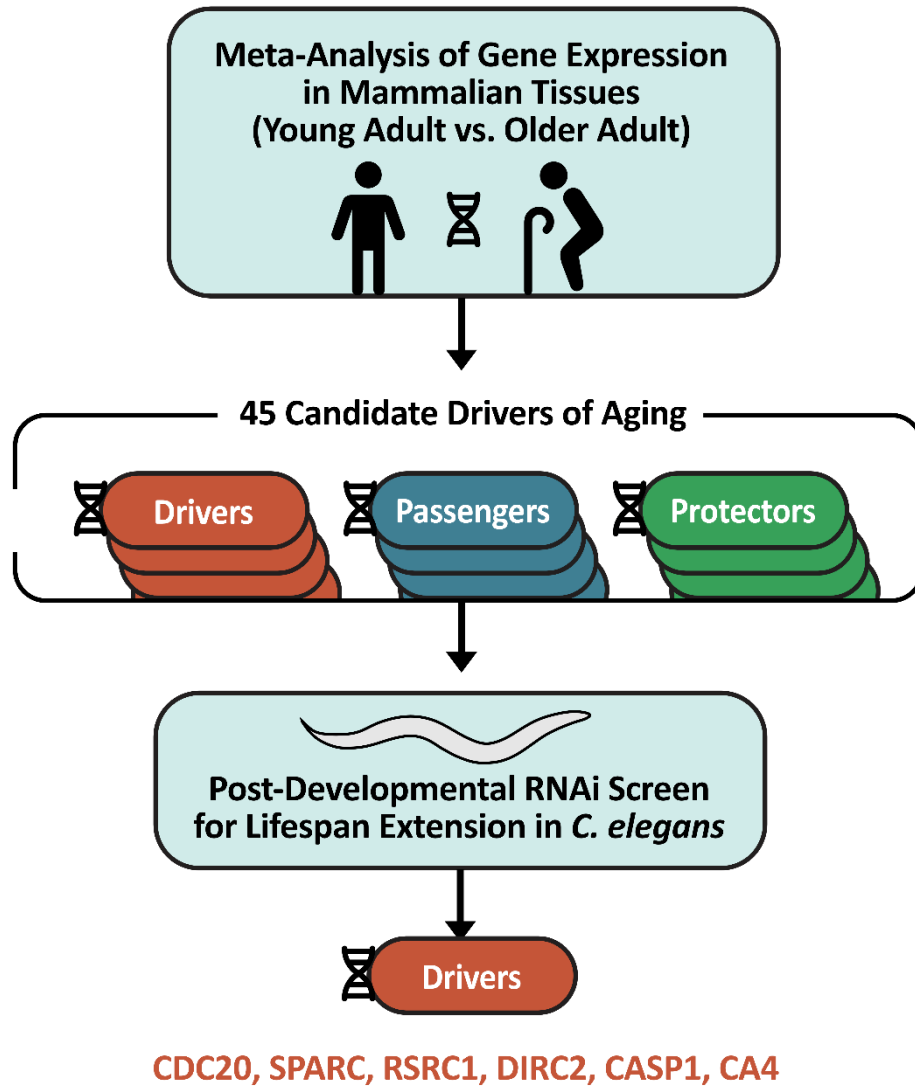 Meta-Analysis of Gene Expression
in Mammalian Tissues
(Young Adult vs. Older Adult)
45 Candidate Drivers of Aging
Drivers
Passengers
Protectors
Post-Developmental RNAi Screen
for Lifespan Extension in C. elegans
Drivers
CDC20, SPARC, RSRC1, DIRC2, CASP1, CA4